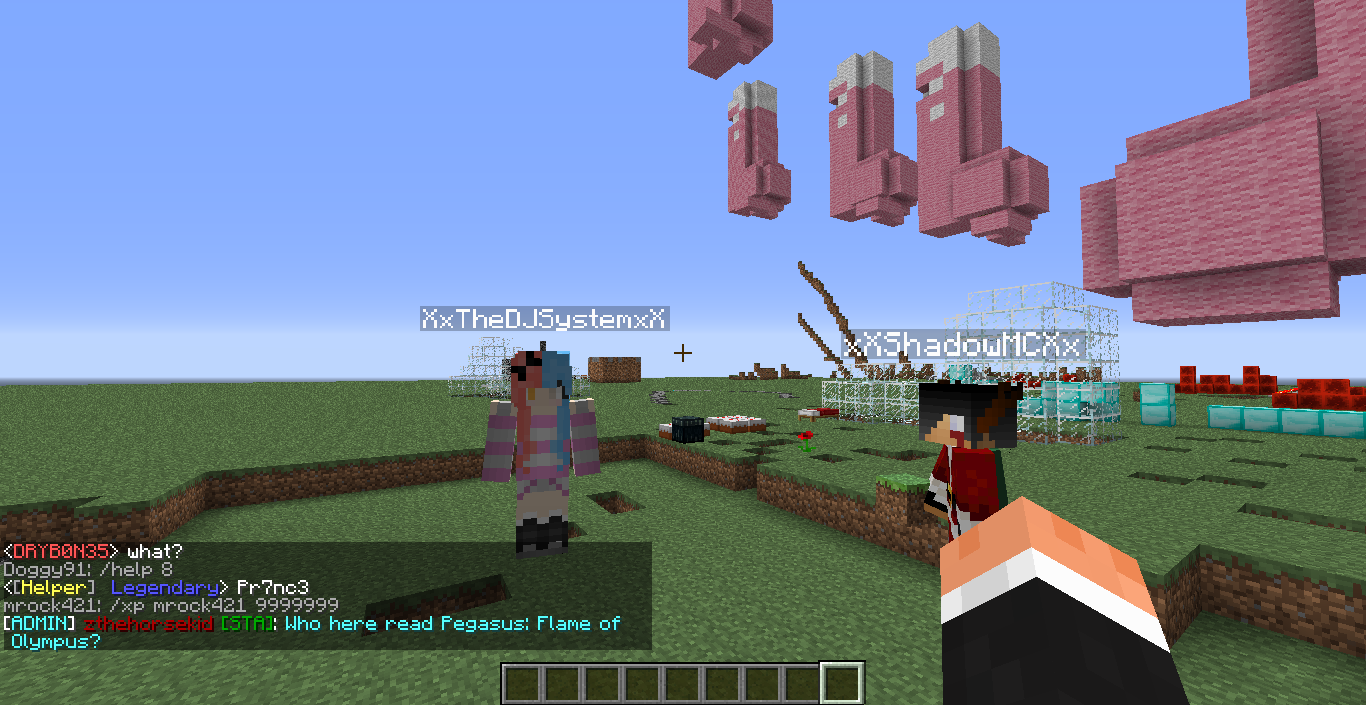 XxTheDJSystemxX
xXShadowMCXx
<DRYB0N35> what?
Doggy91: /help 8
<[Helper]  Legendary> Pr7nc3
mrock421: /xp mrock421 9999999
[ADMIN] zthehorsekid [STA]: Who here read Pegasus: Flame of
Olympus?